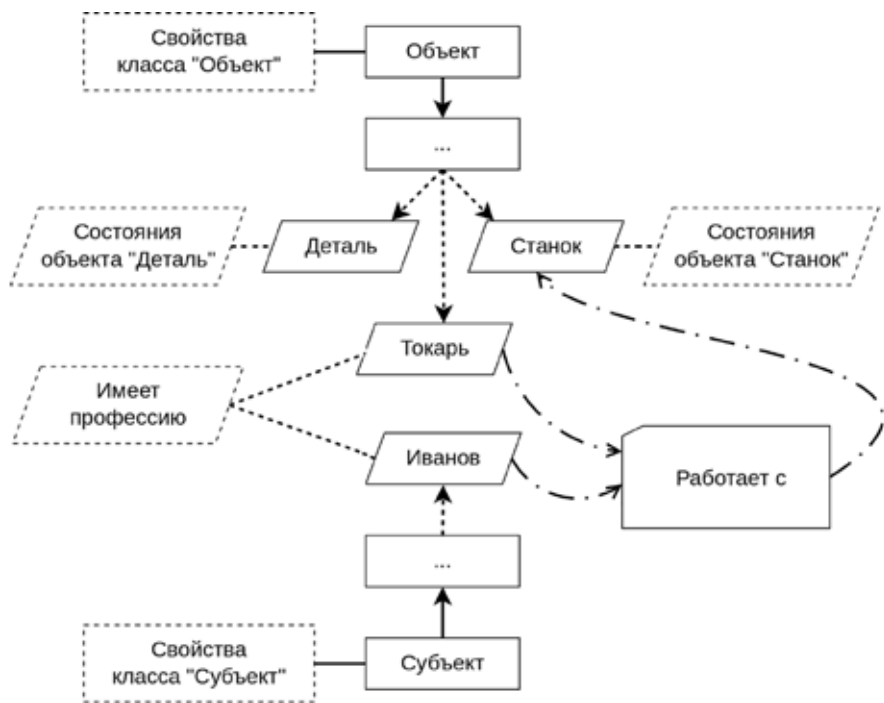 Свойства
класса "Объект"
Объект
...
Состояния
объекта "Деталь"
Деталь
Станок
Состояния
объекта "Станок"
Токарь
Имеет
профессию
Иванов
Работает с
...
Свойства
класса "Субъект"
Субъект